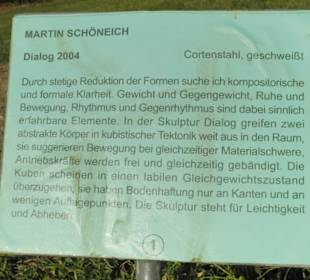 MARTIN SCHÖNEICH
Dialog 2004 Cortenstahl, geschweißt
Durch stetige Reduktion der Formen suche ich kompositorische
und formale Klarheit. Gewicht und Gegengewicht, Ruhe und
Bewegung, Rhythmus und Gegenrhythmus sind dabei sinnlich
erfahrbare Elemente. In der Skulptur Dialog greifen zwei
abstrakte Körper in kubistischer Tektonik weit aus in den Raum,
sie suggerieren Bewegung bei gleichzeitiger Materialschwere,
Antriebskräfte werden frei und gleichzeitig gebändigt. Die
Kuben scheinen in einen labilen Gleichgewichtszustand
überzugehen, sie haben Bodenhaftung nur an Kanten und an
wenigen Auflagepunkten. Die Skulptur steht für Leichtigkeit
und Abheben.
1